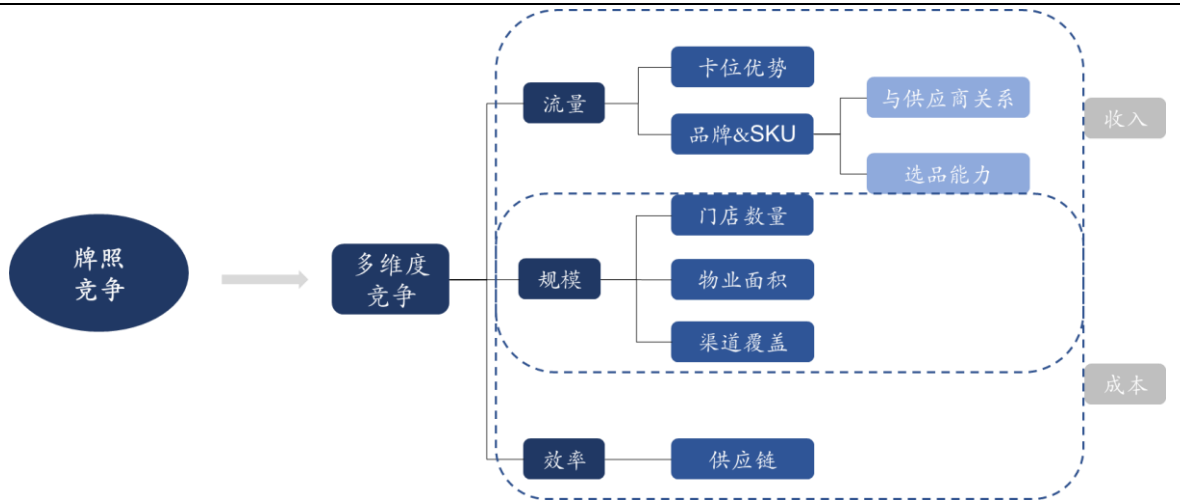 卡位优势
流量
与供应商关系
收入
品牌&SKU
选品能力
门店数量
牌照
竞争
多维度
竞争
规模
物业面积
渠道覆盖
成本
效率
供应链